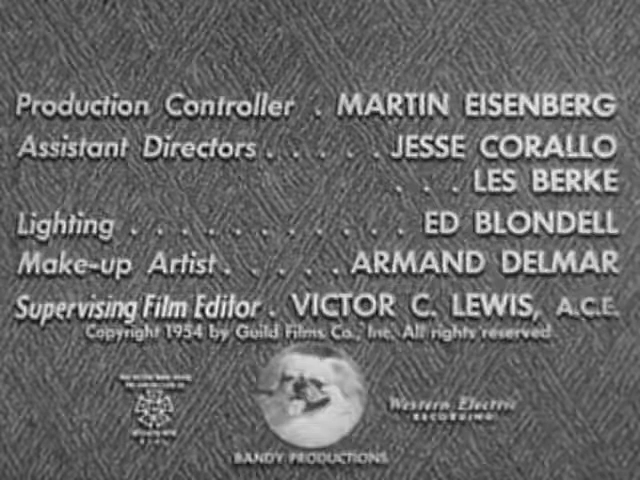 Production Controller . MARTIN EISENBERG
Assistant Directors . . . . . JESSE CORALLO
. . . LES BERKE
Lighting . . . . . . . . . . . ED BLONDELL
Make-up Artist . . . . . ARMAND DELMAR
Supervising Film Editor . VICTOR C. LEWIS, A.C.E.
Copyright 1954 by Guild Films Co., Inc. All rights reserved
Western Electric
RECORDING
BANDY PRODUCTIONS